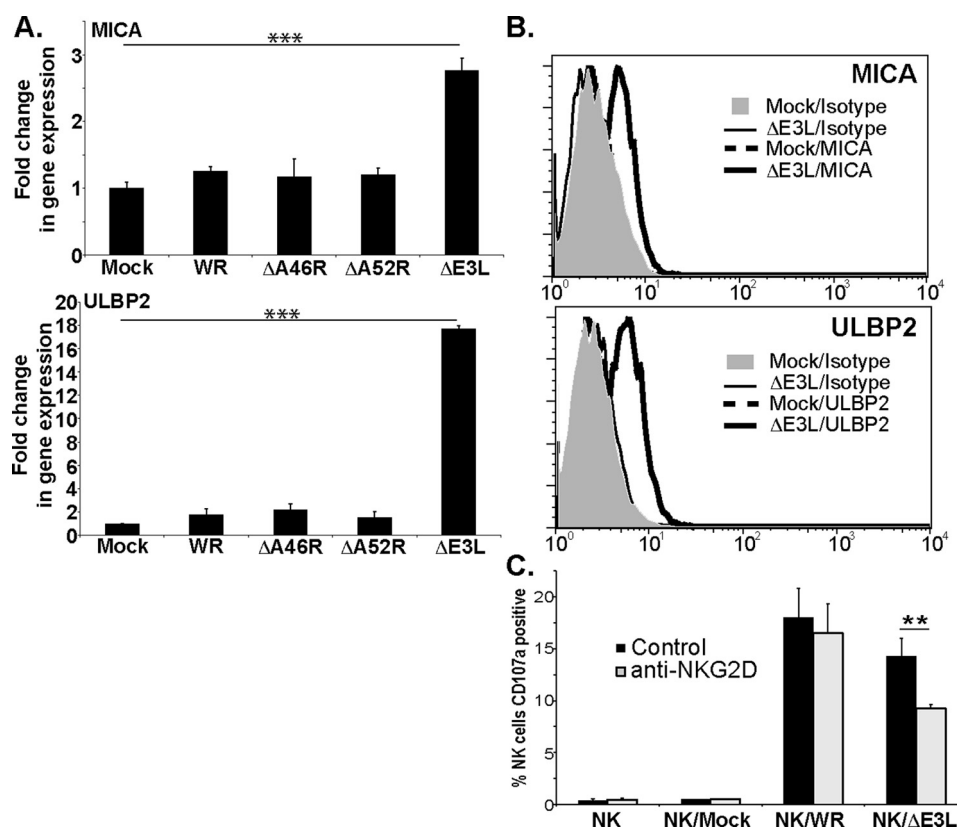 A.
MICA
***
Fold change
in gene expression
3
2
1
0
Mock WR ΔA46R ΔA52R ΔE3L
ULBP2
***
Fold change
in gene expression
20
18
16
14
12
10
8
6
4
2
0
Mock WR ΔA46R ΔA52R ΔE3L
B.
MICA
Mock/Isotype
ΔE3L/Isotype
Mock/MICA
ΔE3L/MICA
10⁰ 10¹ 10² 10³ 10⁴
ULBP2
Mock/Isotype
ΔE3L/Isotype
Mock/ULBP2
ΔE3L/ULBP2
10⁰ 10¹ 10² 10³ 10⁴
C.
% NK cells CD107a positive
20
15
10
5
0
Control
anti-NKG2D
**
NK NK/Mock NK/WR NK/ΔE3L